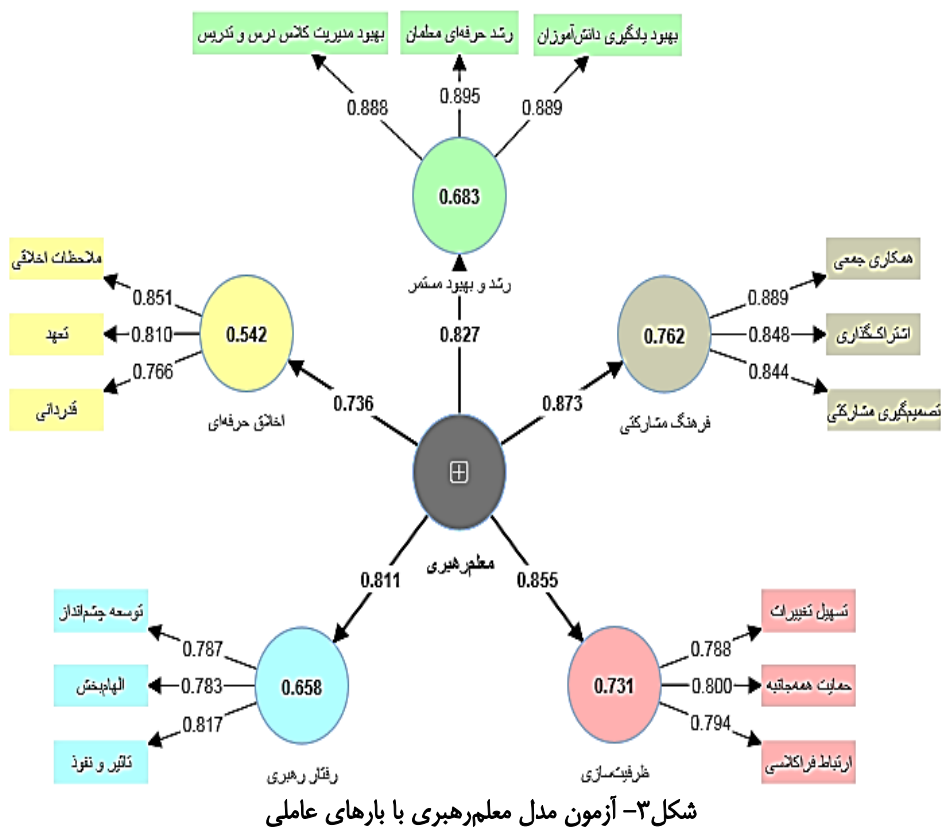 بهبود یادگیری دانش‌آموزان
رشد حرفه‌ای معلمان
بهبود مدیریت کلاس درس و تدریس
0.889
0.895
0.888
0.683
رشد و بهبود مستمر
0.827
همکاری جمعی
اشتراک‌گذاری
تصمیم‌گیری مشارکتی
0.889
0.848
0.844
0.762
فرهنگ مشارکتی
0.873
ملاحظات اخلاقی
تعهد
قدردانی
0.851
0.810
0.766
0.542
اخلاق حرفه‌ای
0.736
معلم‌رهبری
0.855
0.811
تسهیل تغییرات
حمایت همه‌جانبه
ارتباط فراکلاسی
0.788
0.800
0.794
0.731
ظرفیت‌سازی
توسعه چشم‌انداز
الهام‌بخش
تاثیر و نفوذ
0.787
0.783
0.817
0.658
رفتار رهبری
شکل۳- آزمون مدل معلم‌رهبری با بارهای عاملی